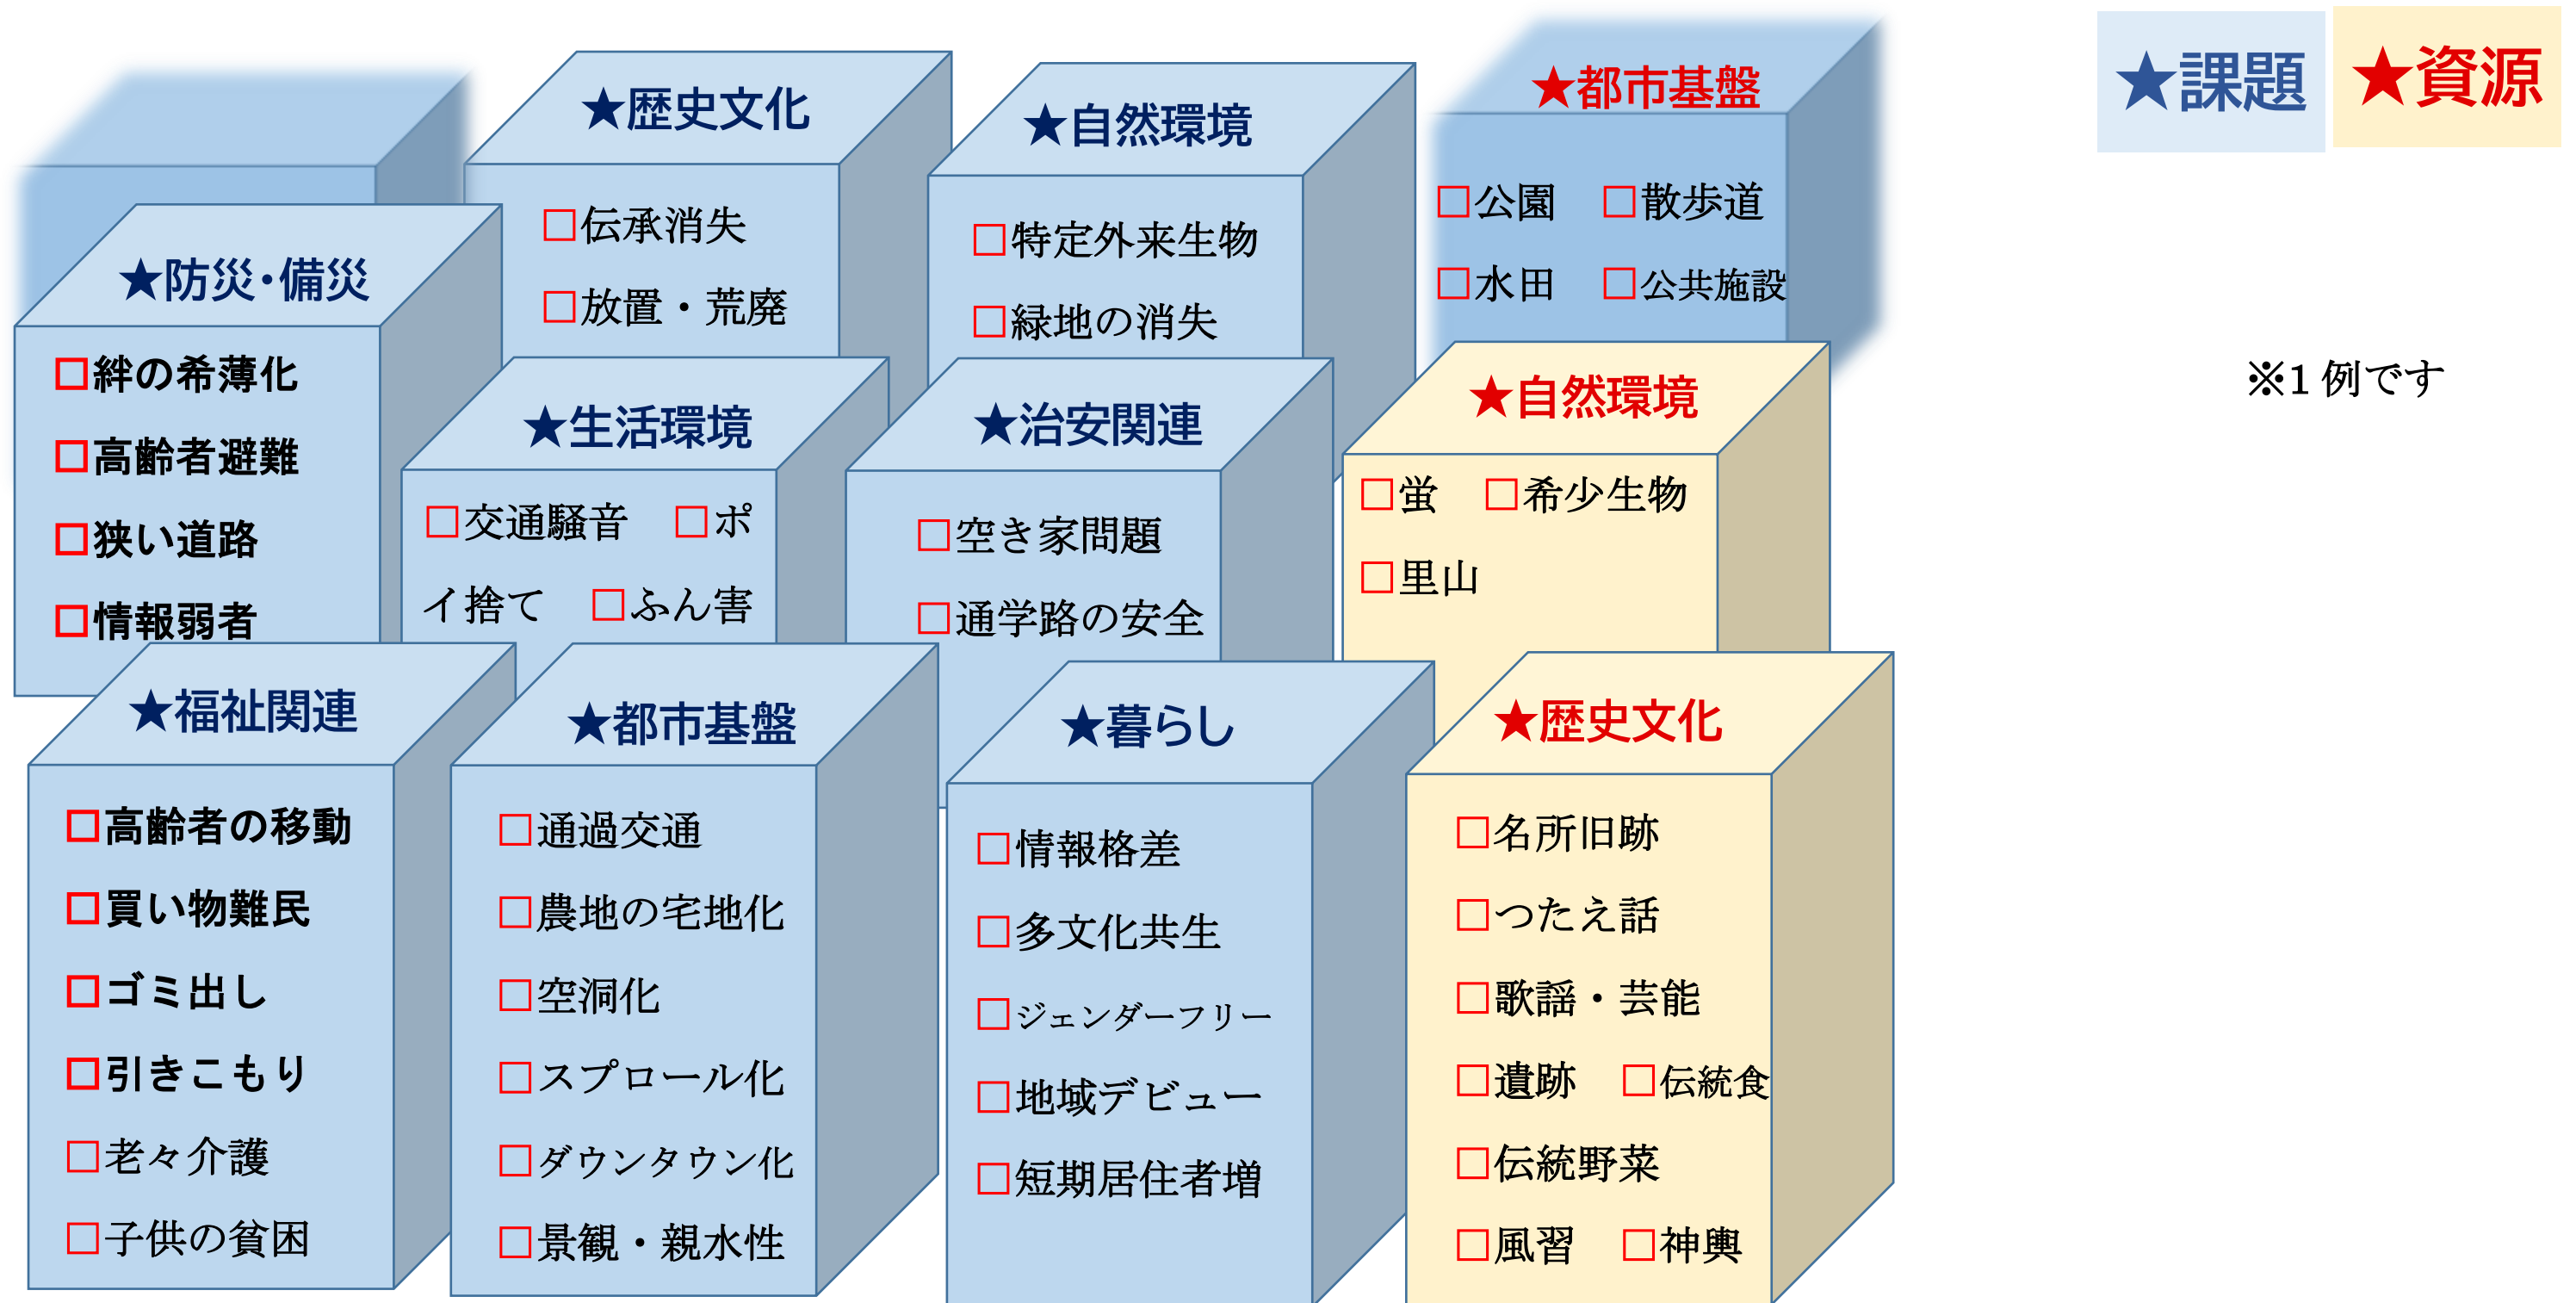 ★課題
★資源
※1 例です
★歴史文化
□伝承消失
□放置・荒廃
★自然環境
□特定外来生物
□緑地の消失
★都市基盤
□公園　□散歩道
□水田　□公共施設
★防災・備災
□絆の希薄化
□高齢者避難
□狭い道路
□情報弱者
★生活環境
□交通騒音　□ポ
イ捨て　□ふん害
★治安関連
□空き家問題
□通学路の安全
★自然環境
□蛍　□希少生物
□里山
★福祉関連
□高齢者の移動
□買い物難民
□ゴミ出し
□引きこもり
□老々介護
□子供の貧困
★都市基盤
□通過交通
□農地の宅地化
□空洞化
□スプロール化
□ダウンタウン化
□景観・親水性
★暮らし
□情報格差
□多文化共生
□ジェンダーフリー
□地域デビュー
□短期居住者増
★歴史文化
□名所旧跡
□つたえ話
□歌謡・芸能
□遺跡　□伝統食
□伝統野菜
□風習　□神輿